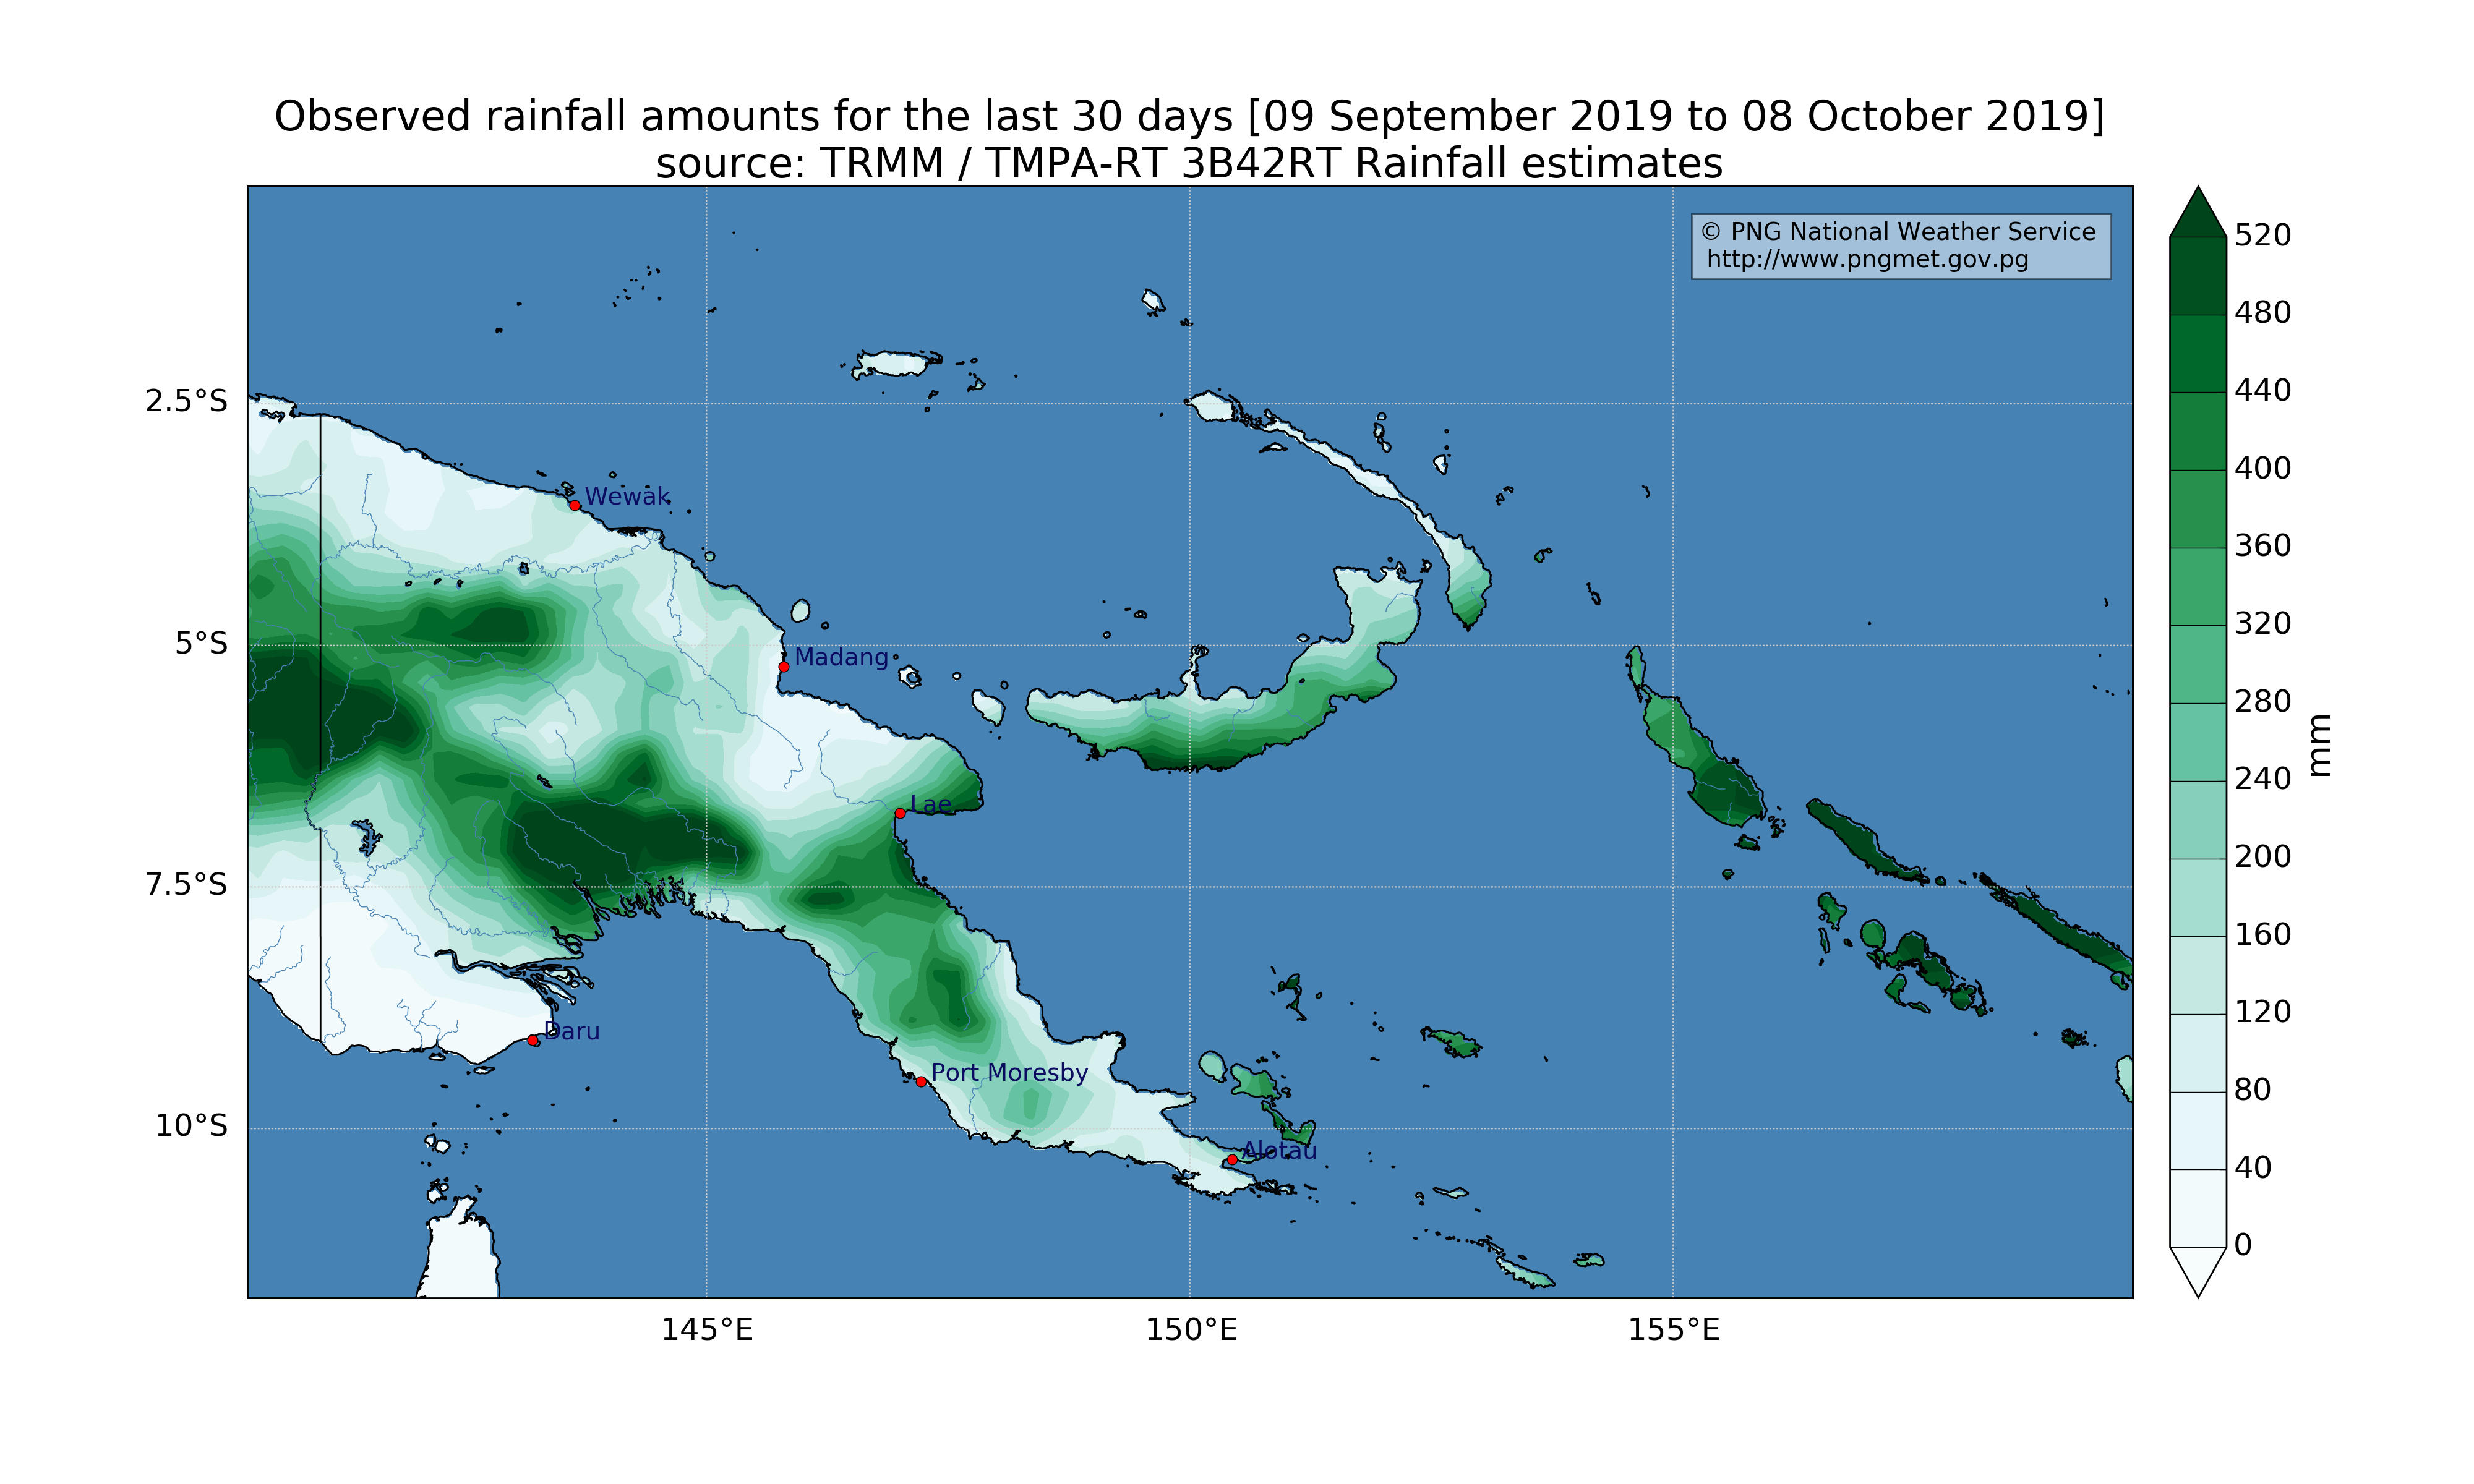 Observed rainfall amounts for the last 30 days [09 September 2019 to 08 October 2019]
source: TRMM / TMPA-RT 3B42RT Rainfall estimates
© PNG National Weather Service
http://www.pngmet.gov.pg
520
480
440
400
360
320
280
240
200
160
120
80
40
0
mm
2.5°S
5°S
7.5°S
10°S
Wewak
Madang
Lae
Daru
Port Moresby
Alotau
145°E
150°E
155°E